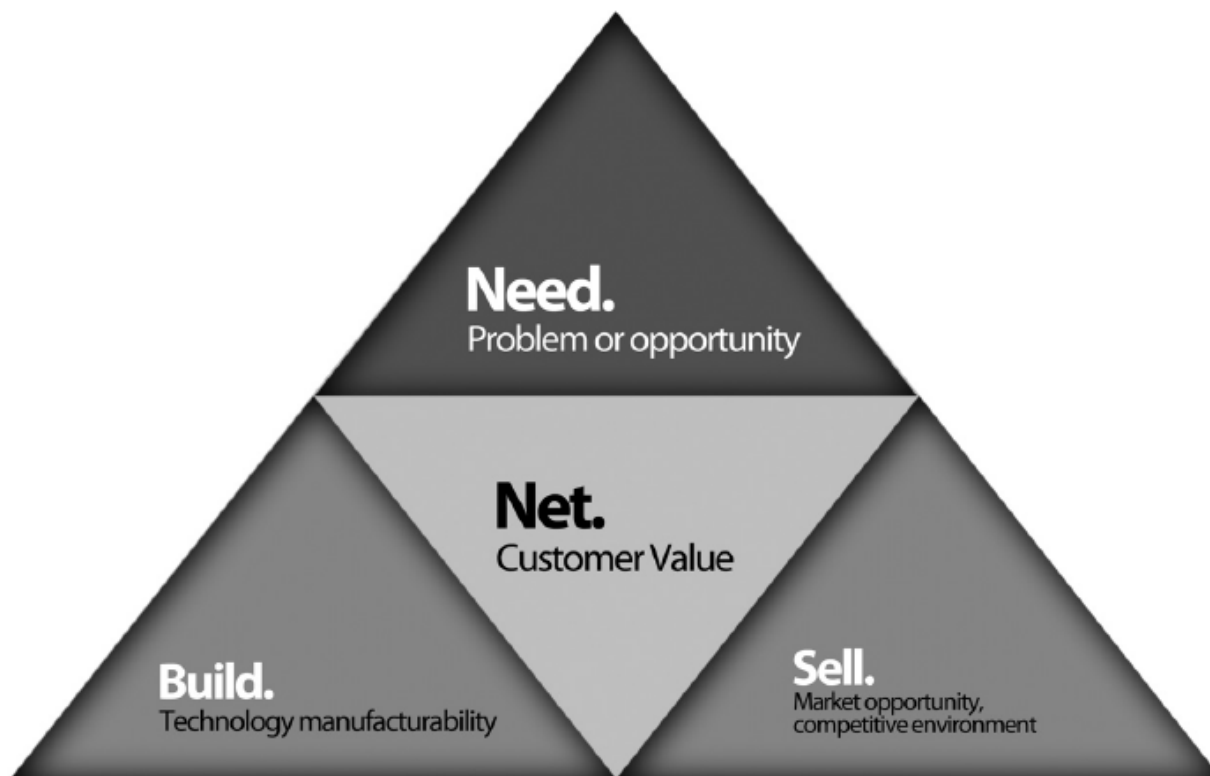 Need.
Problem or opportunity
Net.
Customer Value
Build.
Technology manufacturability
Sell.
Market opportunity,
competitive environment